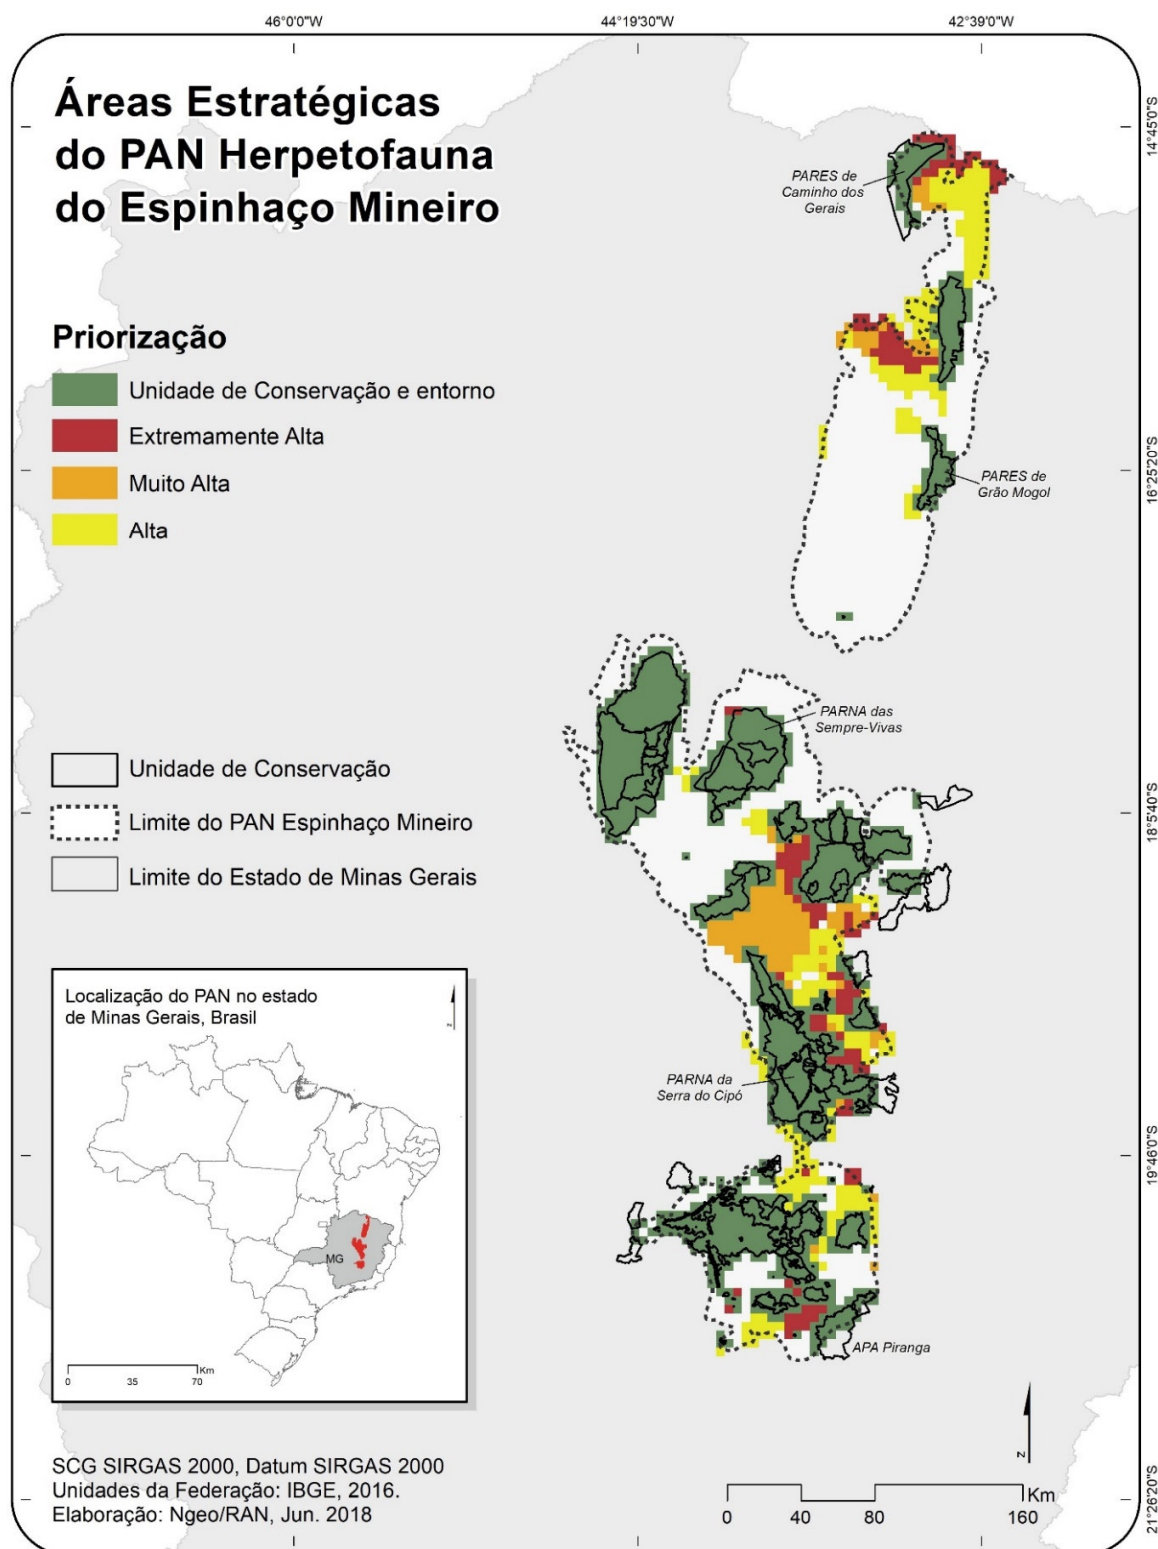 46°0'0"W
44°19'30"W
42°39'0"W
Áreas Estratégicas
do PAN Herpetofauna
do Espinhaço Mineiro
14°45'0"S
PARES de
Caminho dos
Gerais
Priorização
Unidade de Conservação e entorno
Extremamente Alta
Muito Alta
Alta
PARES de
Grão Mogol
16°25'20"S
PARNA das
Sempre-Vivas
Unidade de Conservação
Limite do PAN Espinhaço Mineiro
Limite do Estado de Minas Gerais
18°5'40"S
Localização do PAN no estado
de Minas Gerais, Brasil
z
MG
Km
0 35 70
PARNA da
Serra do Cipó
19°46'0"S
APA Piranga
z
SCG SIRGAS 2000, Datum SIRGAS 2000
Unidades da Federação: IBGE, 2016.
Elaboração: Ngeo/RAN, Jun. 2018
Km
0 40 80 160
21°26'20"S